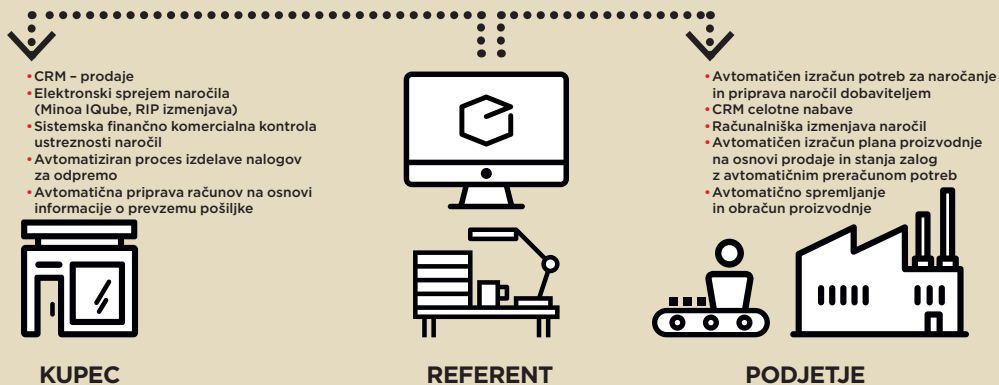 • CRM – prodaje
• Elektronski sprejem naročila
(Minoa IQube, RIP izmenjava)
• Sistemska finančno komercialna kontrola
ustreznosti naročil
• Avtomatiziran proces izdelave nalogov
za odpremo
• Avtomatična priprava računov na osnovi
informacije o prevzemu pošiljke
KUPEC
REFERENT
• Avtomatičen izračun potreb za naročanje
in priprava naročil dobaviteljem
• CRM celotne nabave
• Računalniška izmenjava naročil
• Avtomatičen izračun plana proizvodnje
na osnovi prodaje in stanja zalog
z avtomatičnim preračunom potreb
• Avtomatično spremljanje
in obračun proizvodnje
PODJETJE